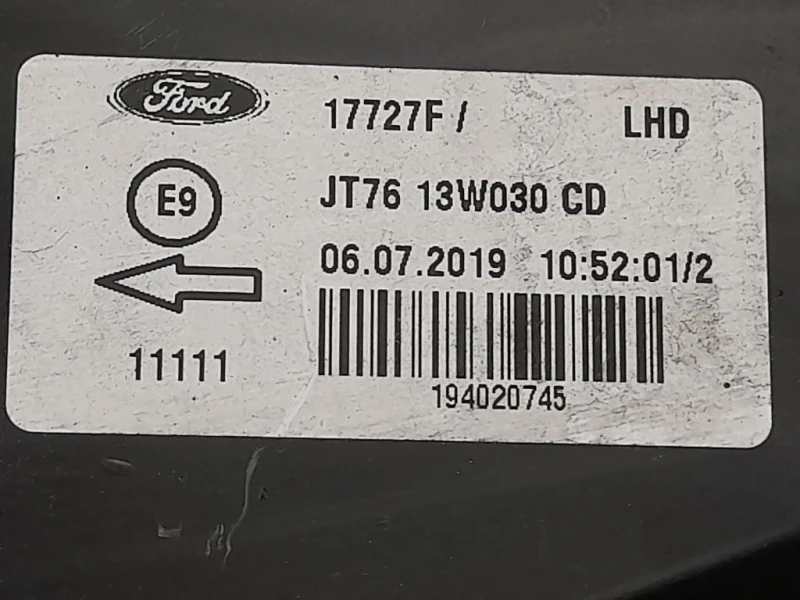 Ford
17727F / LHD
E9
JT76 13W030 CD
06.07.2019 10:52:01/2
11111
194020745